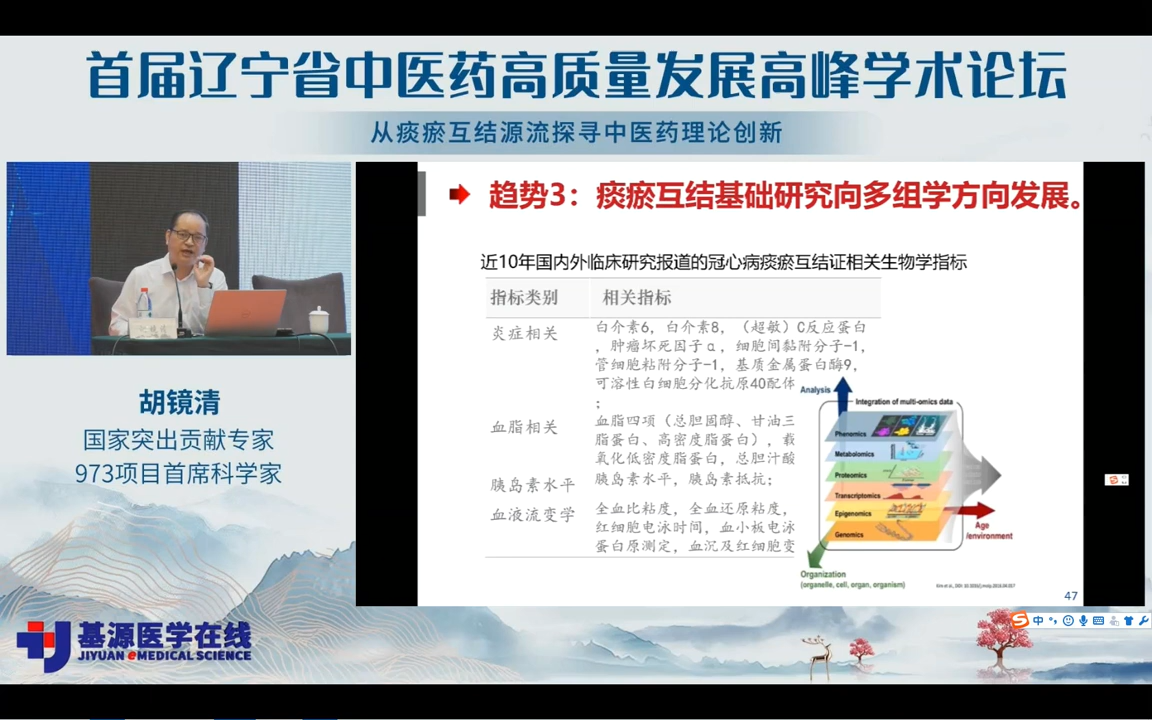 首届辽宁省中医药高质量发展高峰学术论坛
从痰瘀互结源流探寻中医药理论创新
趋势3：痰瘀互结基础研究向多组学方向发展。
近10年国内外临床研究报道的冠心病痰瘀互结证相关生物学指标
指标类别 相关指标
炎症相关
白介素6，白介素8，（超敏）C反应蛋白
，肿瘤坏死因子α，细胞间黏附分子-1，
管细胞粘附分子-1，基质金属蛋白酶9，
可溶性白细胞分化抗原40配体
；
血脂相关
血脂四项（总胆固醇、甘油三
脂蛋白、高密度脂蛋白），载
氧化低密度脂蛋白，总胆汁酸
胰岛素水平
胰岛素水平，胰岛素抵抗；
血液流变学
全血比粘度，全血还原粘度，
红细胞电泳时间，血小板电泳
蛋白原测定，血沉及红细胞变
Analysis
Integration of multi-omics data
Phenomics
Metabolomics
Proteomics
Transcriptomics
Epigenomics
Genomics
Age
/environment
Organization
(organelle, cell, organ, organism)
47
胡镜清
国家突出贡献专家
973项目首席科学家
基源医学在线
JIYUAN eMEDICAL SCIENCE
中